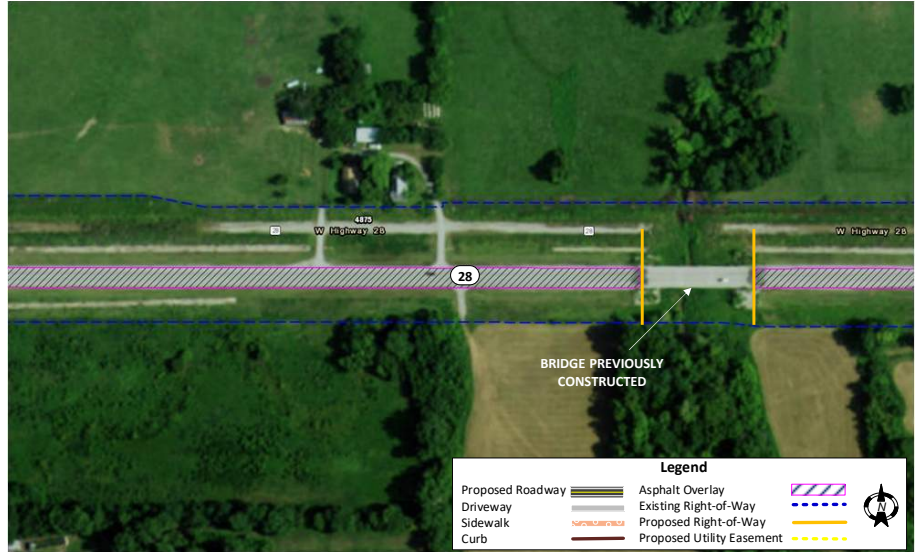 4875
28
W Highway 28
28
W Highway 28
28
BRIDGE PREVIOUSLY
CONSTRUCTED
Legend
Proposed Roadway
Driveway
Sidewalk
Curb
Asphalt Overlay
Existing Right-of-Way
Proposed Right-of-Way
Proposed Utility Easement
N